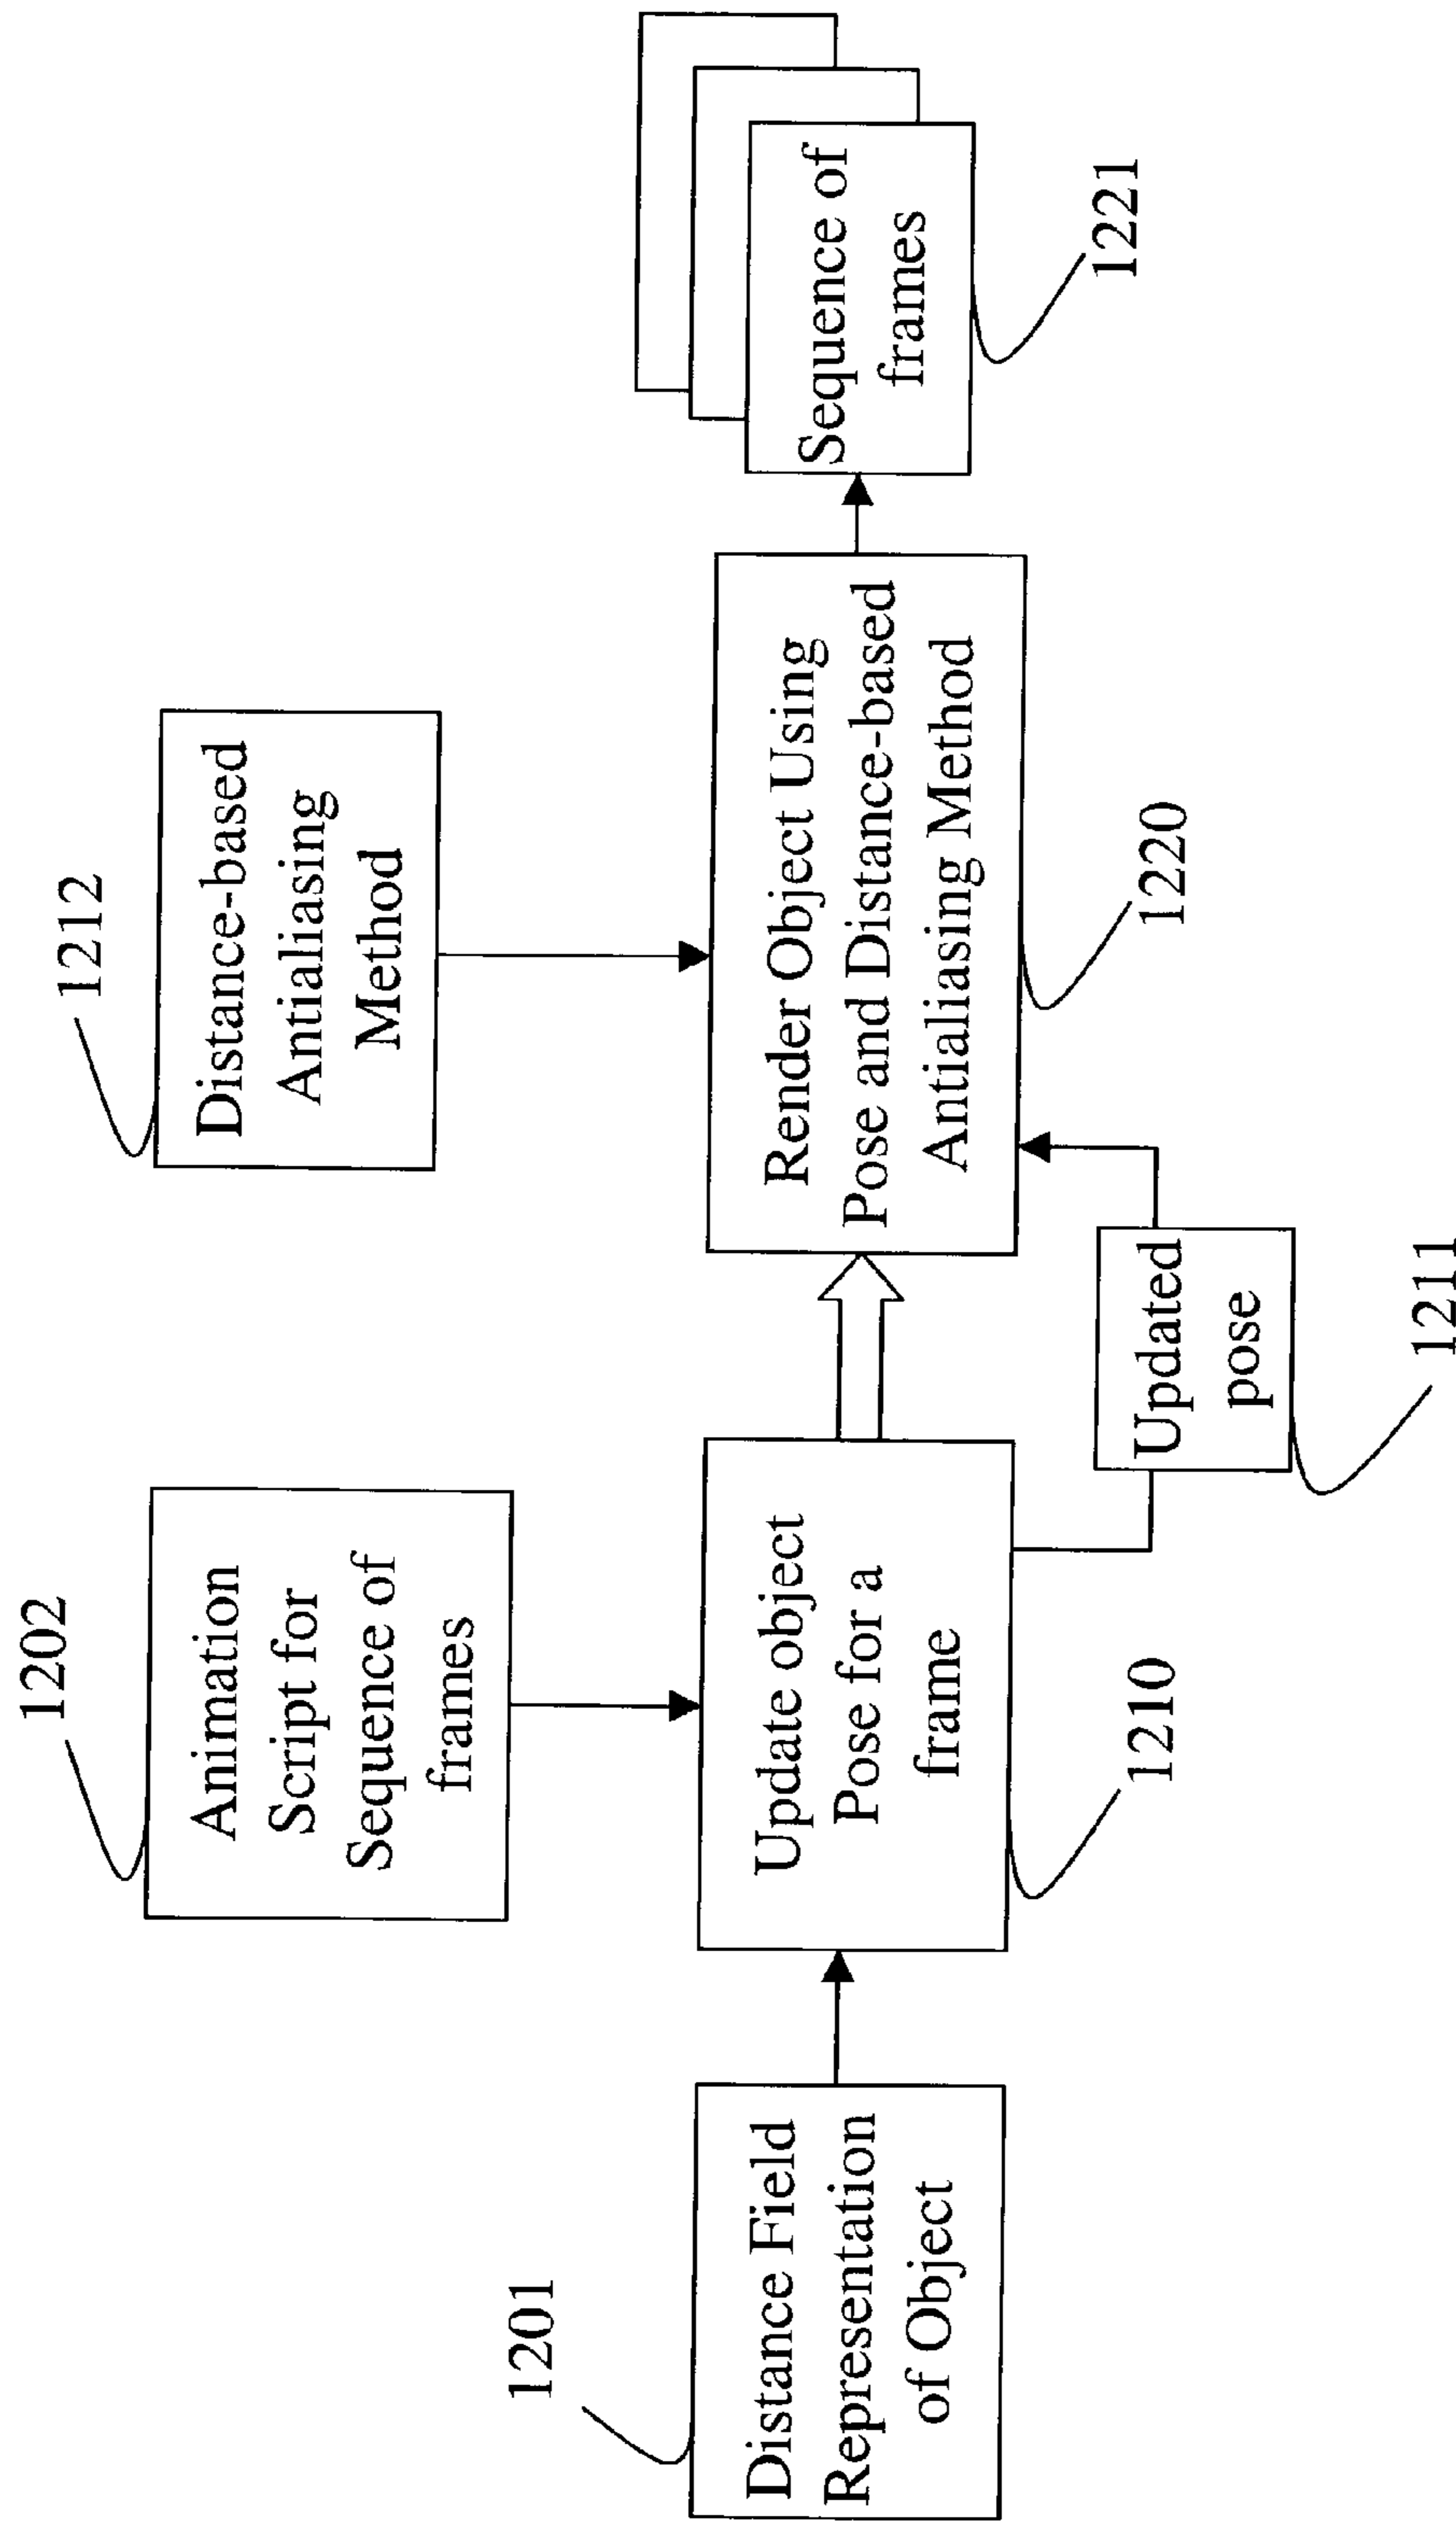 1202
Animation
Script for
Sequence of
frames
1212
Distance-based
Antialiasing
Method
1201
Distance Field
Representation
of Object
Update object
Pose for a
frame
1210
Render Object Using
Pose and Distance-based
Antialiasing Method
1220
Sequence of
frames
1221
Updated
pose
1211